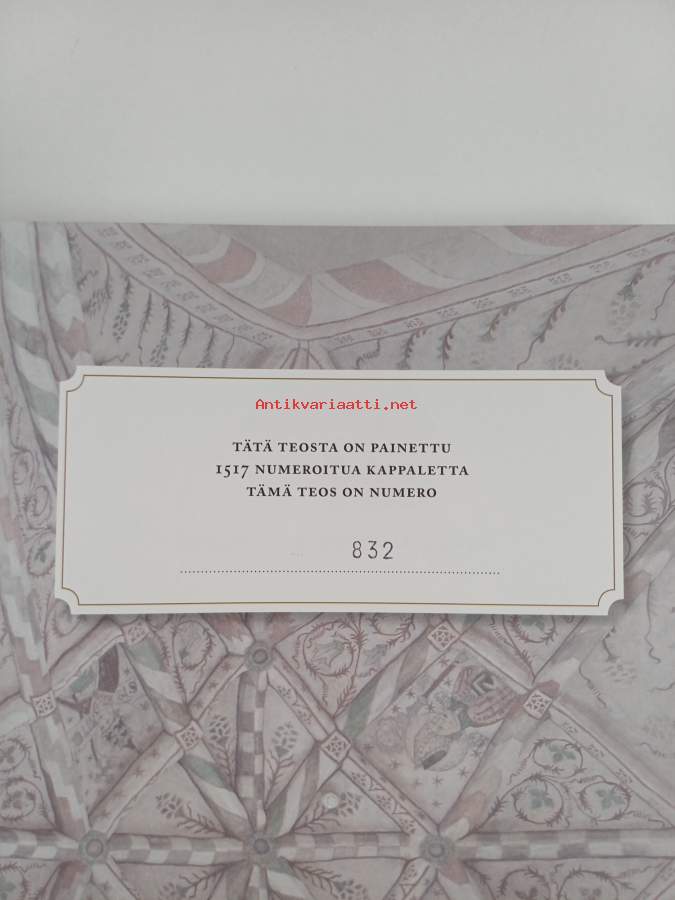 Antikvariaatti.net
TÄTÄ TEOSTA ON PAINETTU
1517 NUMEROITUA KAPPALETTA
TÄMÄ TEOS ON NUMERO
832